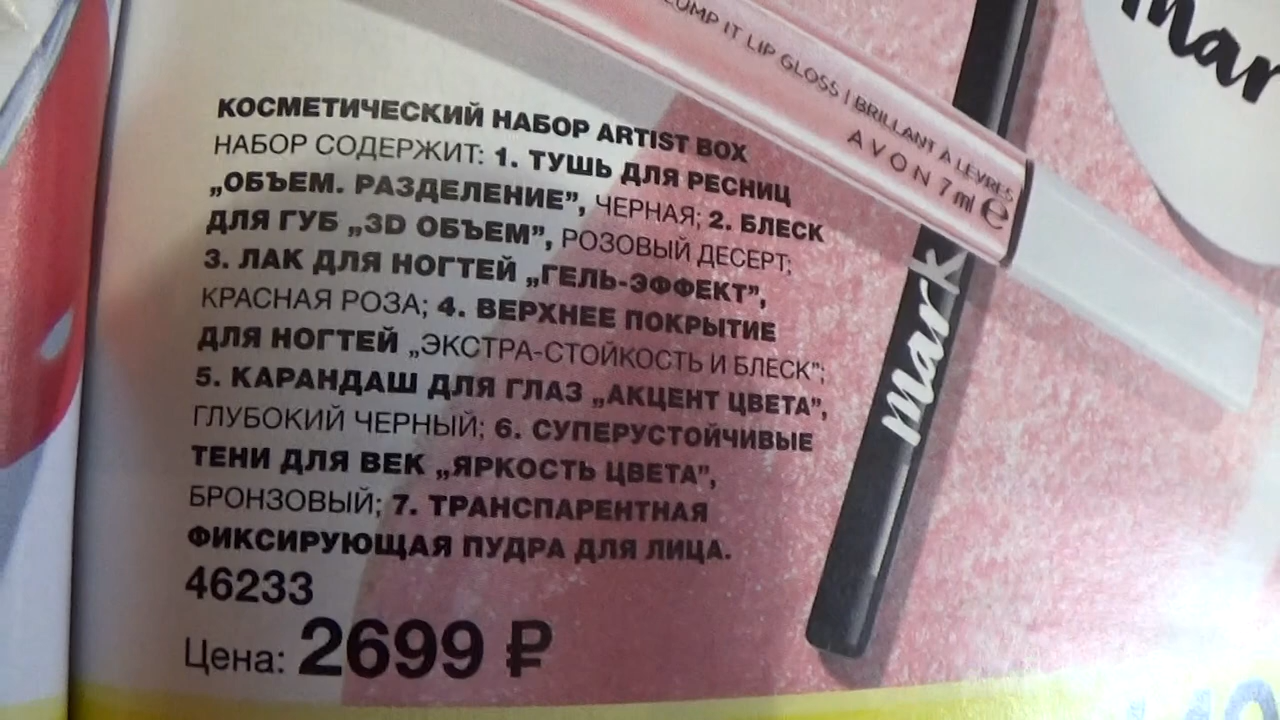 КОСМЕТИЧЕСКИЙ НАБОР ARTIST BOX
НАБОР СОДЕРЖИТ: 1. ТУШЬ ДЛЯ РЕСНИЦ
„ОБЪЕМ. РАЗДЕЛЕНИЕ”, ЧЕРНАЯ; 2. БЛЕСК
ДЛЯ ГУБ „3D ОБЪЕМ”, РОЗОВЫЙ ДЕСЕРТ;
3. ЛАК ДЛЯ НОГТЕЙ „ГЕЛЬ-ЭФФЕКТ”,
КРАСНАЯ РОЗА; 4. ВЕРХНЕЕ ПОКРЫТИЕ
ДЛЯ НОГТЕЙ „ЭКСТРА-СТОЙКОСТЬ И БЛЕСК”;
5. КАРАНДАШ ДЛЯ ГЛАЗ „АКЦЕНТ ЦВЕТА”,
ГЛУБОКИЙ ЧЕРНЫЙ; 6. СУПЕРУСТОЙЧИВЫЕ
ТЕНИ ДЛЯ ВЕК „ЯРКОСТЬ ЦВЕТА”,
БРОНЗОВЫЙ; 7. ТРАНСПАРЕНТНАЯ
ФИКСИРУЮЩАЯ ПУДРА ДЛЯ ЛИЦА.
46233
Цена: 2699 ₽
IT LIP GLOSS | BRILLANT À LÈVRES
AVON 7 ml ℮
mark
mar